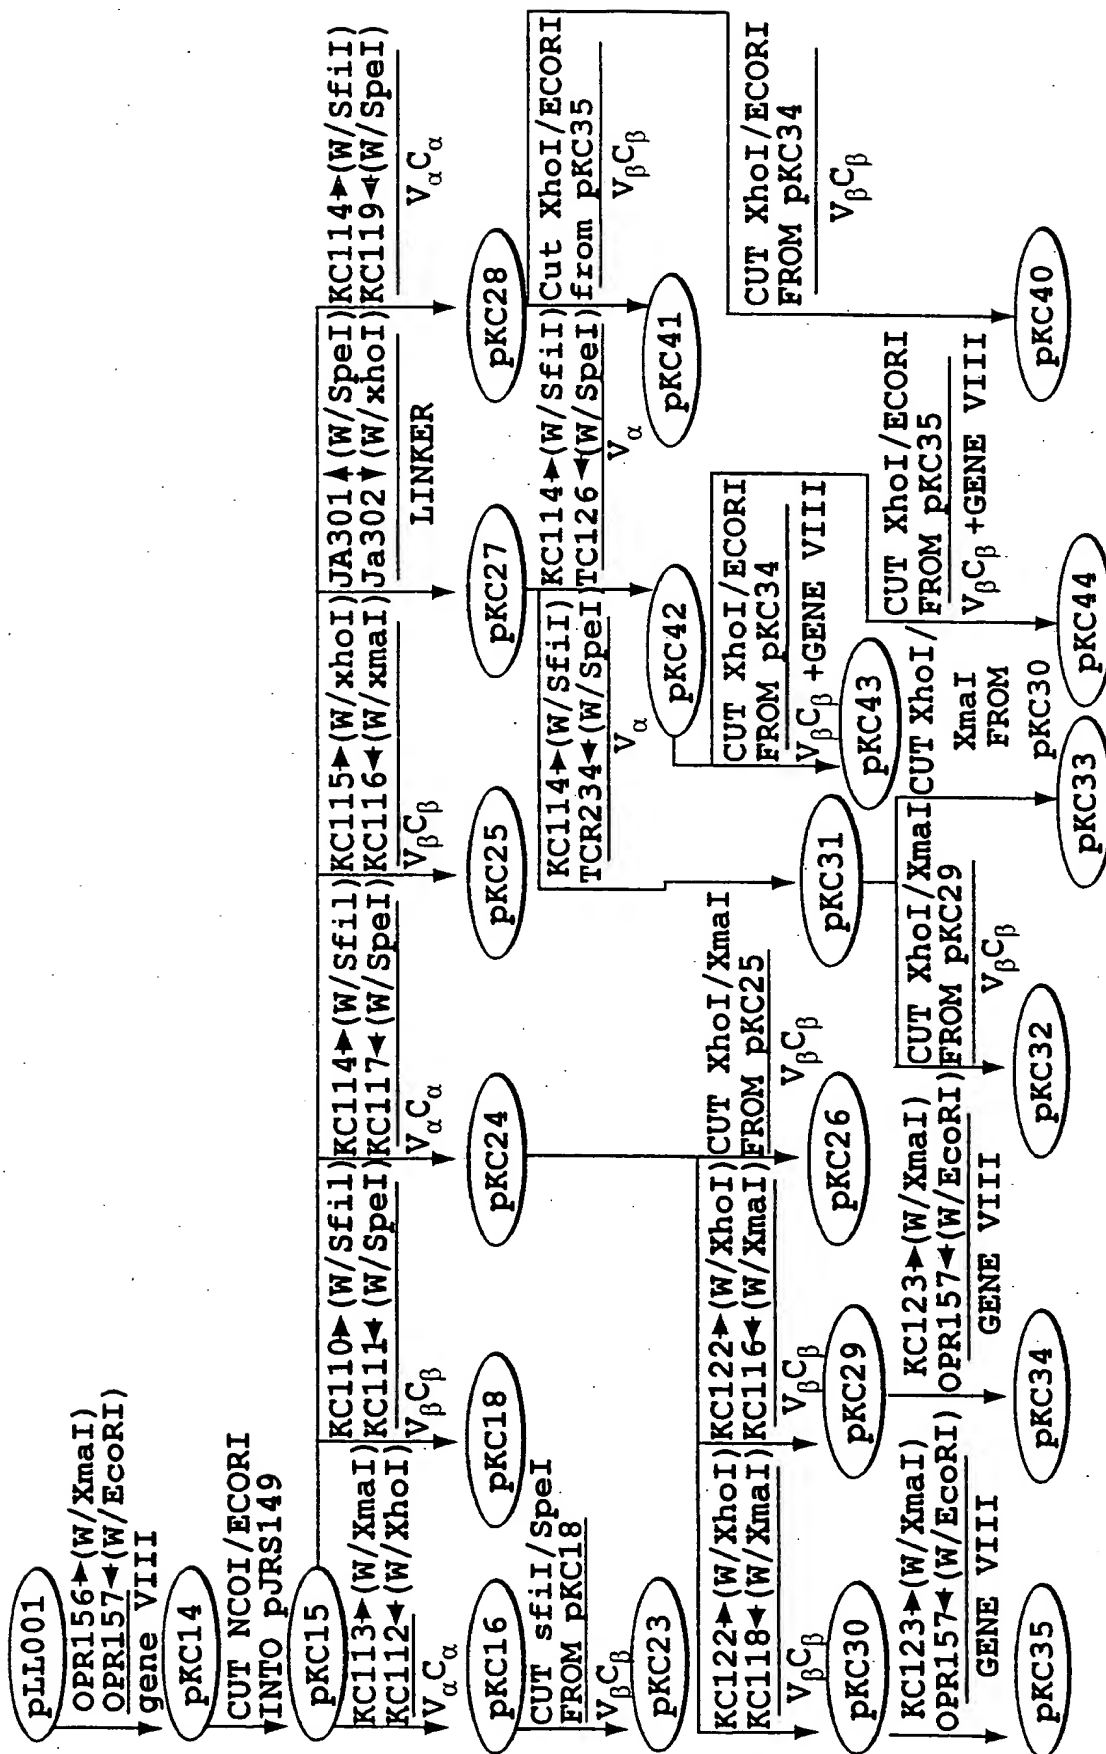 pLL001
OPR156 (W/XmaI)
OPR157 (W/EcoRI)
gene VIII
pKC14
CUT NCOI/ECORI
INTO pJRS149
pKC15
KC113 (W/XmaI)
KC112 (W/XhoI)
VαCα
KC110 (W/Sfil)
KC111 (W/SpeI)
VβCβ
KC114 (W/Sfil)
KC117 (W/SpeI)
VαCα
KC115 (W/xhoI)
KC116 (W/xmaI)
VβCβ
JA301 (W/SpeI)
Ja302 (W/xhoI)
LINKER
KC114 (W/SfiI)
KC119 (W/SpeI)
VαCα
pKC16
pKC18
pKC24
pKC25
pKC27
pKC28
CUT sfiI/SpeI
FROM pKC18
VβCβ
KC114 (W/SfiI)
TCR234 (W/SpeI)
Vα
KC114 (W/SfiI)
TC126 (W/SpeI)
Vα
Cut XhoI/ECORI
from pKC35
VβCβ
pKC23
pKC42
pKC41
KC122 (W/XhoI)
KC118 (W/XmaI)
VβCβ
KC122 (W/XhoI)
KC116 (W/XmaI)
VβCβ
CUT XhoI/XmaI
FROM pKC25
VβCβ
CUT XhoI/ECORI
FROM pKC34
VβCβ +GENE VIII
CUT XhoI/ECORI
FROM pKC34
VβCβ
pKC30
pKC29
pKC26
pKC31
pKC43
KC123 (W/XmaI)
OPR157 (W/EcoRI)
GENE VIII
KC123 (W/XmaI)
OPR157 (W/EcoRI)
GENE VIII
CUT XhoI/XmaI
FROM pKC29
VβCβ
CUT XhoI/
XmaI
FROM
pKC30
CUT XhoI/ECORI
FROM pKC35
VβCβ +GENE VIII
pKC35
pKC34
pKC32
pKC33
pKC44
pKC40